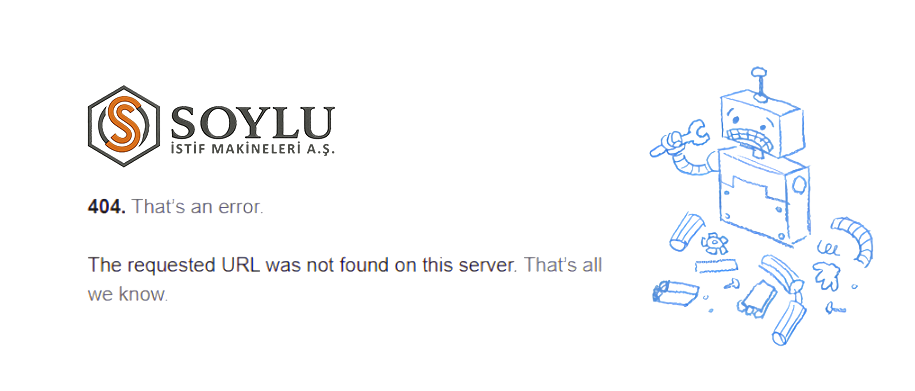 SOYLU
İSTİF MAKİNELERİ A.Ş.
404. That's an error.
The requested URL was not found on this server. That's all
we know.